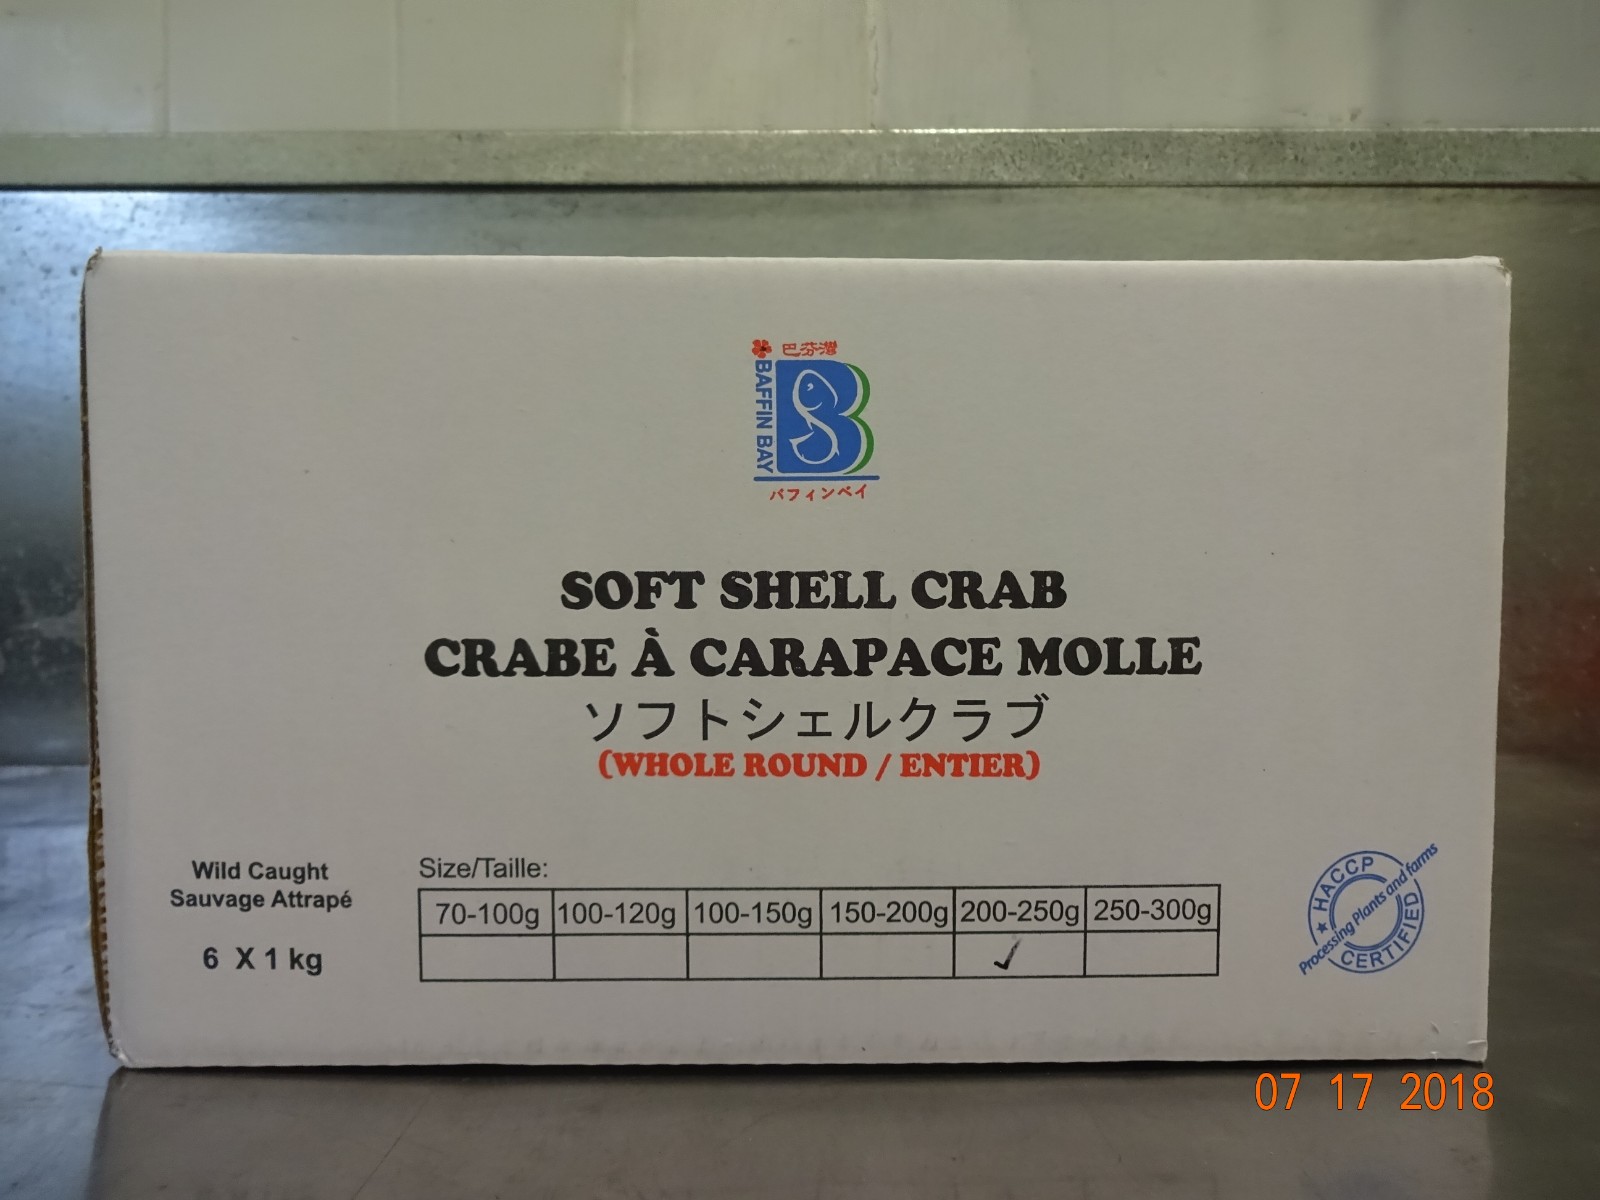 巴芬灣
BAFFIN BAY
バフィンベイ
SOFT SHELL CRAB
CRABE À CARAPACE MOLLE
ソフトシェルクラブ
(WHOLE ROUND / ENTIER)
Wild Caught
Sauvage Attrapé
6 X 1 kg
Size/Taille:
70-100g 100-120g 100-150g 150-200g 200-250g 250-300g
✓
HACCP
Processing Plants and farms
CERTIFIED
07 17 2018